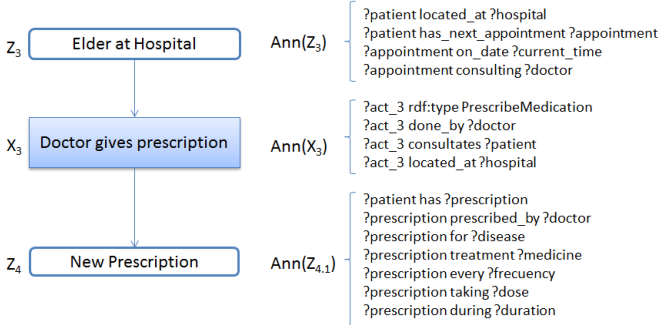 Z3
Elder at Hospital
Ann(Z3)
?patient located_at ?hospital
?patient has_next_appointment ?appointment
?appointment on_date ?current_time
?appointment consulting ?doctor
X3
Doctor gives prescription
Ann(X3)
?act_3 rdf:type PrescribeMedication
?act_3 done_by ?doctor
?act_3 consultates ?patient
?act_3 located_at ?hospital
Z4
New Prescription
Ann(Z4.1)
?patient has ?prescription
?prescription prescribed_by ?doctor
?prescription for ?disease
?prescription treatment ?medicine
?prescription every ?frecuency
?prescription taking ?dose
?prescription during ?duration